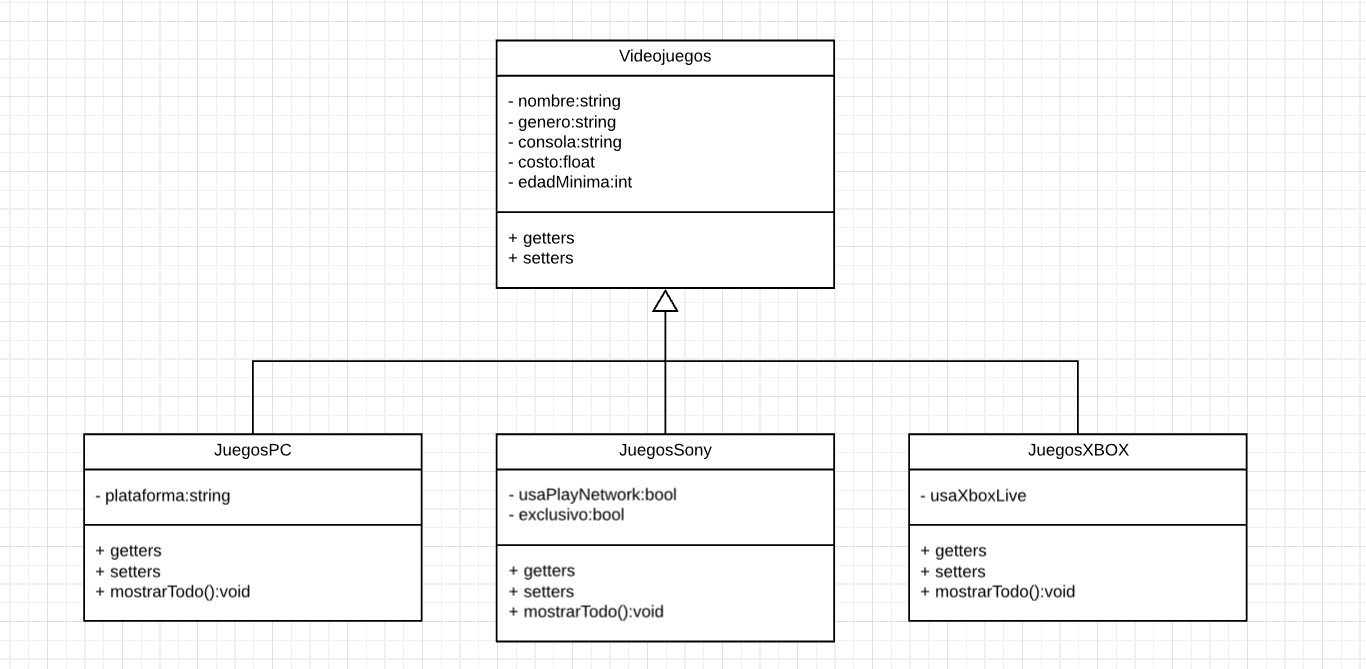 Videojuegos
- nombre:string
- genero:string
- consola:string
- costo:float
- edadMinima:int
+ getters
+ setters
JuegosPC
- plataforma:string
+ getters
+ setters
+ mostrarTodo():void
JuegosSony
- usaPlayNetwork:bool
- exclusivo:bool
+ getters
+ setters
+ mostrarTodo():void
JuegosXBOX
- usaXboxLive
+ getters
+ setters
+ mostrarTodo():void